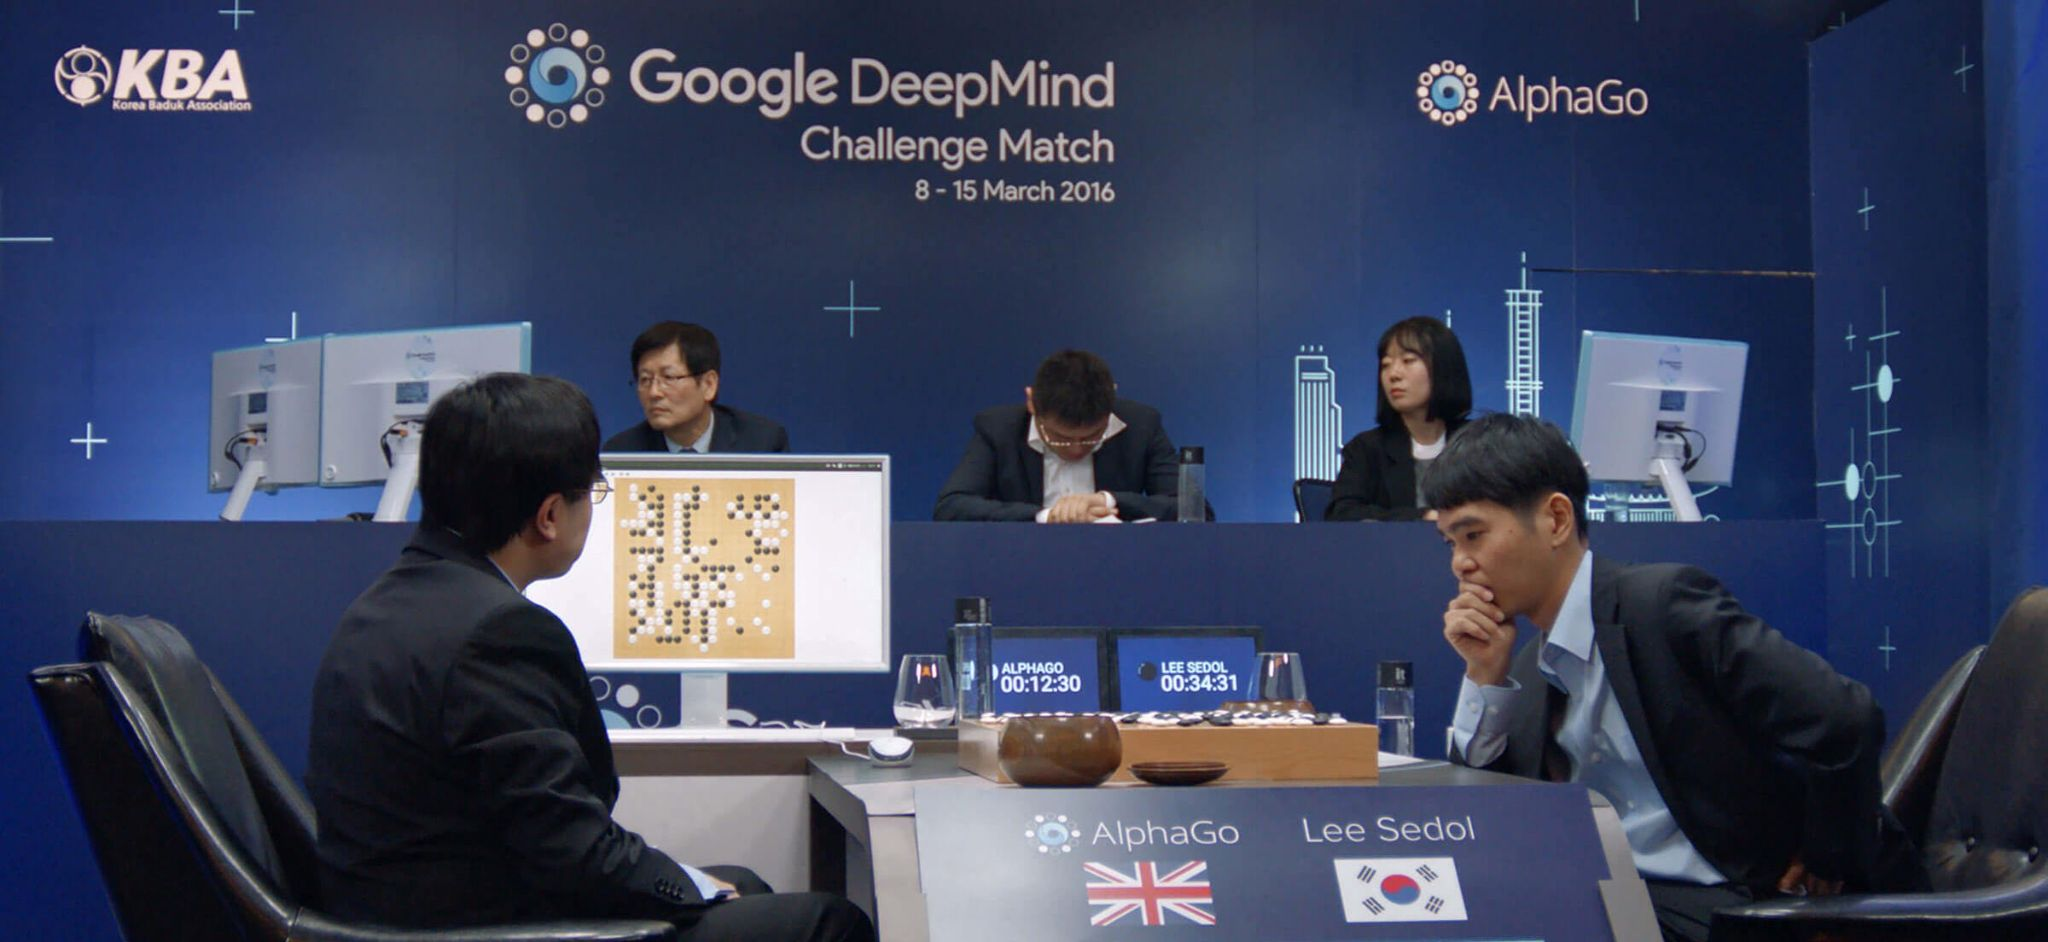 KBA
Korea Baduk Association
Google DeepMind
Challenge Match
8 - 15 March 2016
AlphaGo
ALPHAGO
00:12:30
LEE SEDOL
00:34:31
AlphaGo
Lee Sedol